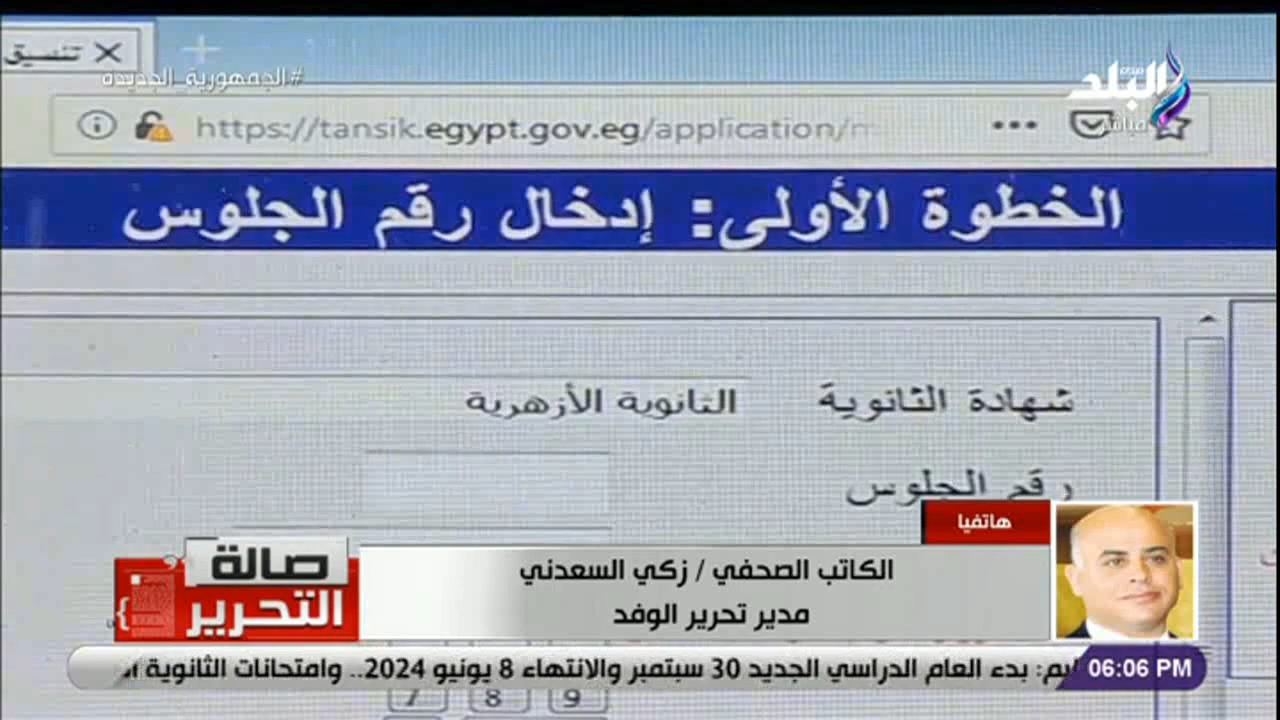 تنسيق
#الجمهورية_الجديدة
صدى البلد
مباشر
https://tansik.egypt.gov.eg/application/
الخطوة الأولى: إدخال رقم الجلوس
شهادة الثانوية الثانوية الأزهرية
رقم الجلوس
هاتفيا
الكاتب الصحفي / زكي السعدني
مدير تحرير الوفد
صالة
التحرير
06:06 PM
بدء العام الدراسي الجديد 30 سبتمبر والانتهاء 8 يونيو 2024.. وامتحانات الثانوية
7 8 9